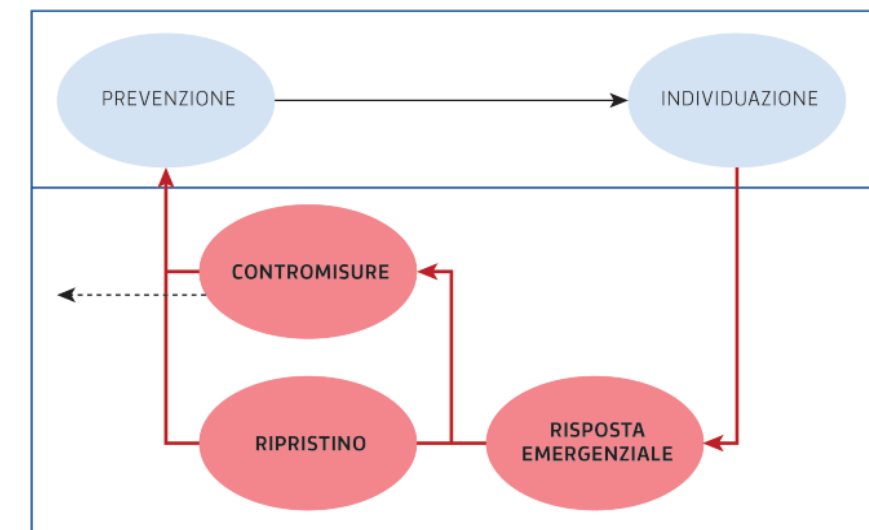 PREVENZIONE
INDIVIDUAZIONE
CONTROMISURE
RIPRISTINO
RISPOSTA
EMERGENZIALE